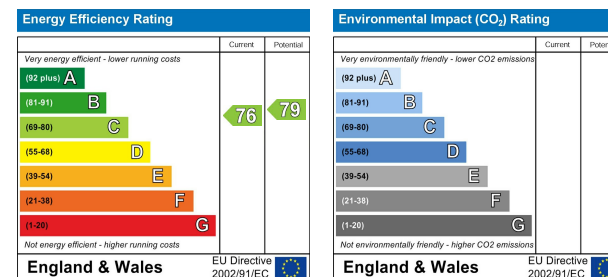 Energy Efficiency Rating
Current Potential
Very energy efficient - lower running costs
(92 plus) A
(81-91) B
(69-80) C
(55-68) D
(39-54) E
(21-38) F
(1-20) G
76
79
Not energy efficient - higher running costs
England & Wales
EU Directive
2002/91/EC
Environmental Impact (CO₂) Rating
Current Poten
Very environmentally friendly - lower CO2 emissions
(92 plus) A
(81-91) B
(69-80) C
(55-68) D
(39-54) E
(21-38) F
(1-20) G
Not environmentally friendly - higher CO2 emissions
England & Wales
EU Directive
2002/91/EC